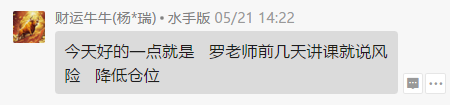 财运牛牛(杨*瑞) • 水手版 05/21 14:22
今天好的一点就是 罗老师前几天讲课就说风
险 降低仓位